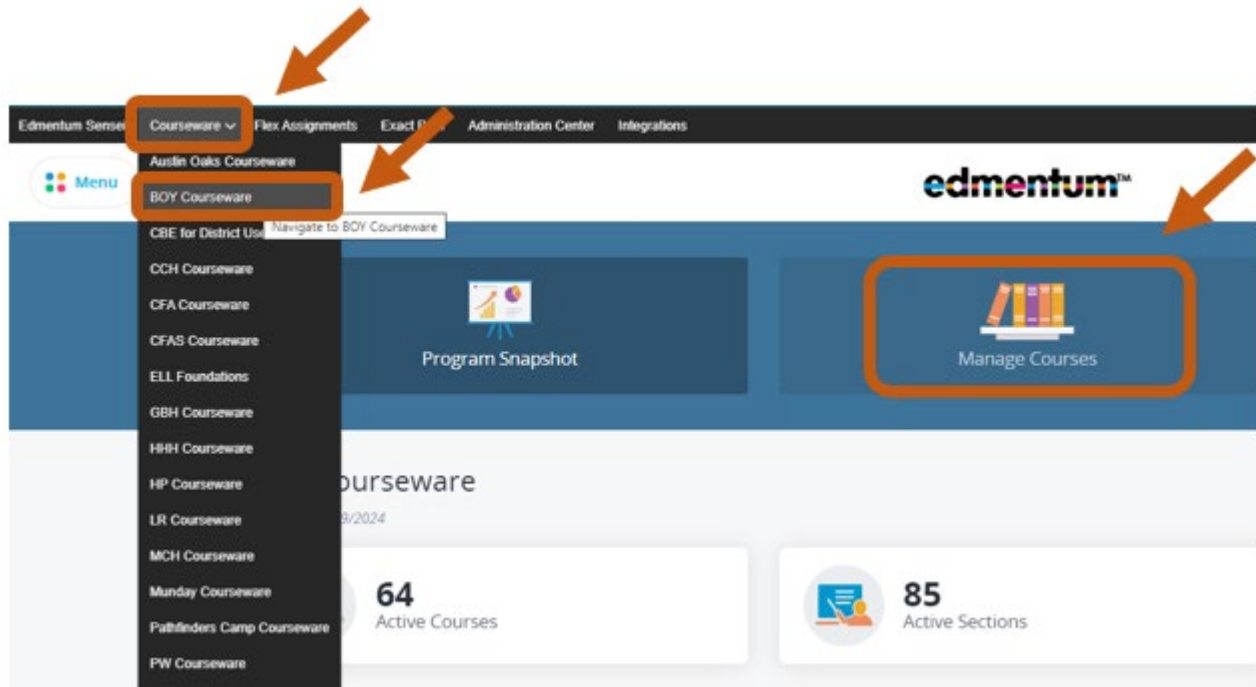 Edmentum Sense
Courseware
Flex Assignments
Exact
Administration Center
Integrations
Menu
edmentum™
Austin Oaks Courseware
BOY Courseware
Navigate to BOY Courseware
CBE for District Us
CCH Courseware
CFA Courseware
CFAS Courseware
ELL Foundations
GBH Courseware
HHH Courseware
HP Courseware
LR Courseware
MCH Courseware
Munday Courseware
Pathfinders Camp Courseware
PW Courseware
Program Snapshot
Manage Courses
ourseware
9/2024
64
Active Courses
85
Active Sections